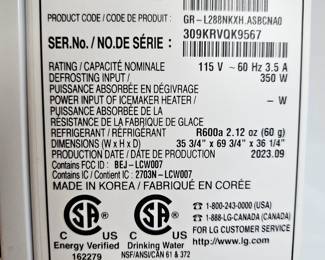 PRODUCT CODE / CODE DE PRODUIT : GR-L288NKXH.ASBCNA0
SER.No. / NO.DE SÉRIE : 309KRVQK9567
RATING / CAPACITÉ NOMINALE 115 V ~ 60 Hz 3.5 A
DEFROSTING INPUT / 350 W
PUISSANCE ABSORBÉE EN DÉGIVRAGE
POWER INPUT OF ICEMAKER HEATER / – W
PUISSANCE ABSORBÉE EN DE LA
RÉSISTANCE DE LA FABRIQUE DE GLACE
REFRIGERANT / RÉFRIGÉRANT R600a 2.12 oz (60 g)
DIMENSIONS (W x H x D) 35 3/4" x 69 3/4" x 36 1/4"
PRODUCTION DATE / DATE DE PRODUCTION 2023.09
Contains FCC ID : BEJ-LCW007
Contains IC / Contient IC : 2703N-LCW007
MADE IN KOREA / FABRIQUÉ EN CORÉE
SA SA
C US C US
Energy Verified Drinking Water
162279 NSF/ANSI/CAN 61 & 372
1-800-243-0000 (USA)
1-888-LG-CANADA (CANADA)
FOR LG CUSTOMER SERVICE
http://www.lg.com